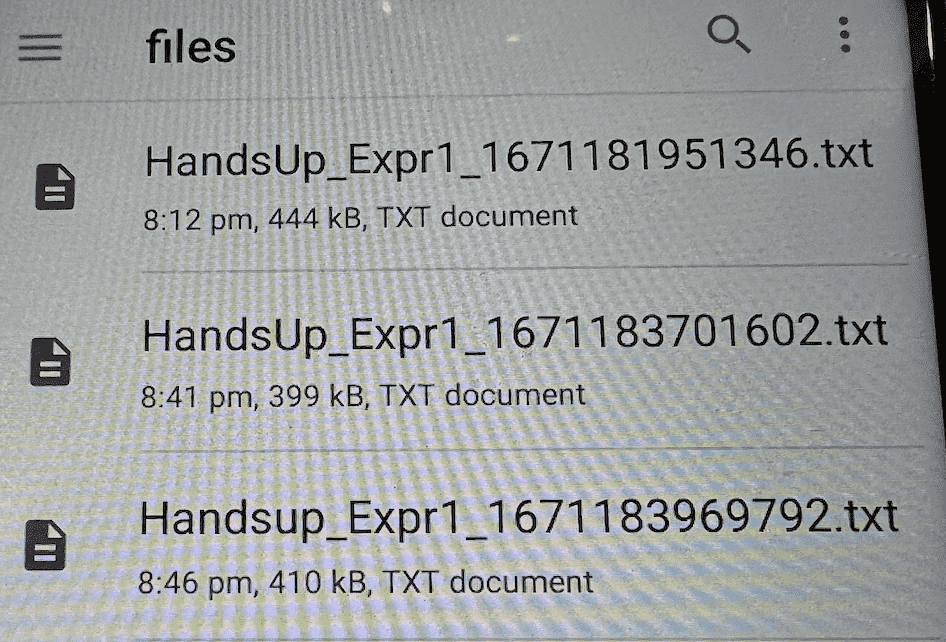 files
HandsUp_Expr1_1671181951346.txt
8:12 pm, 444 kB, TXT document
HandsUp_Expr1_1671183701602.txt
8:41 pm, 399 kB, TXT document
Handsup_Expr1_1671183969792.txt
8:46 pm, 410 kB, TXT document